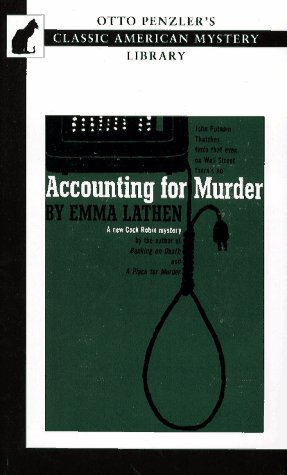 OTTO PENZLER'S
CLASSIC AMERICAN MYSTERY
LIBRARY
John Putnam
Thatcher
finds that even
on Wall Street
there's no
Accounting for Murder
BY EMMA LATHEN
A new Cock Robin mystery
by the author of
Banking on Death
and
A Place for Murder